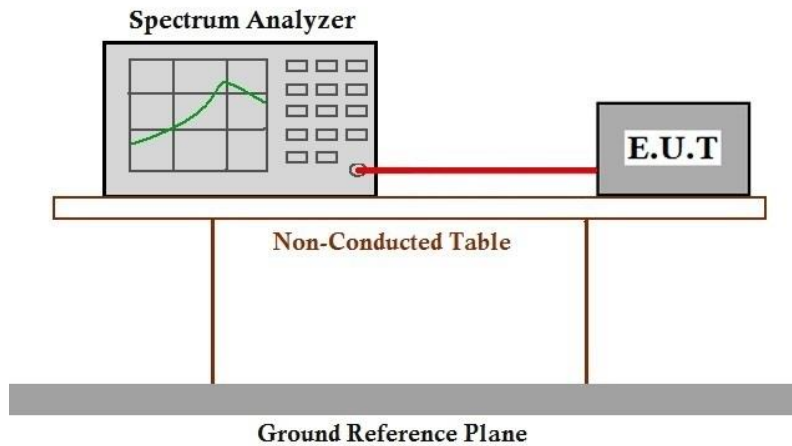 Spectrum Analyzer
E.U.T
Non-Conducted Table
Ground Reference Plane